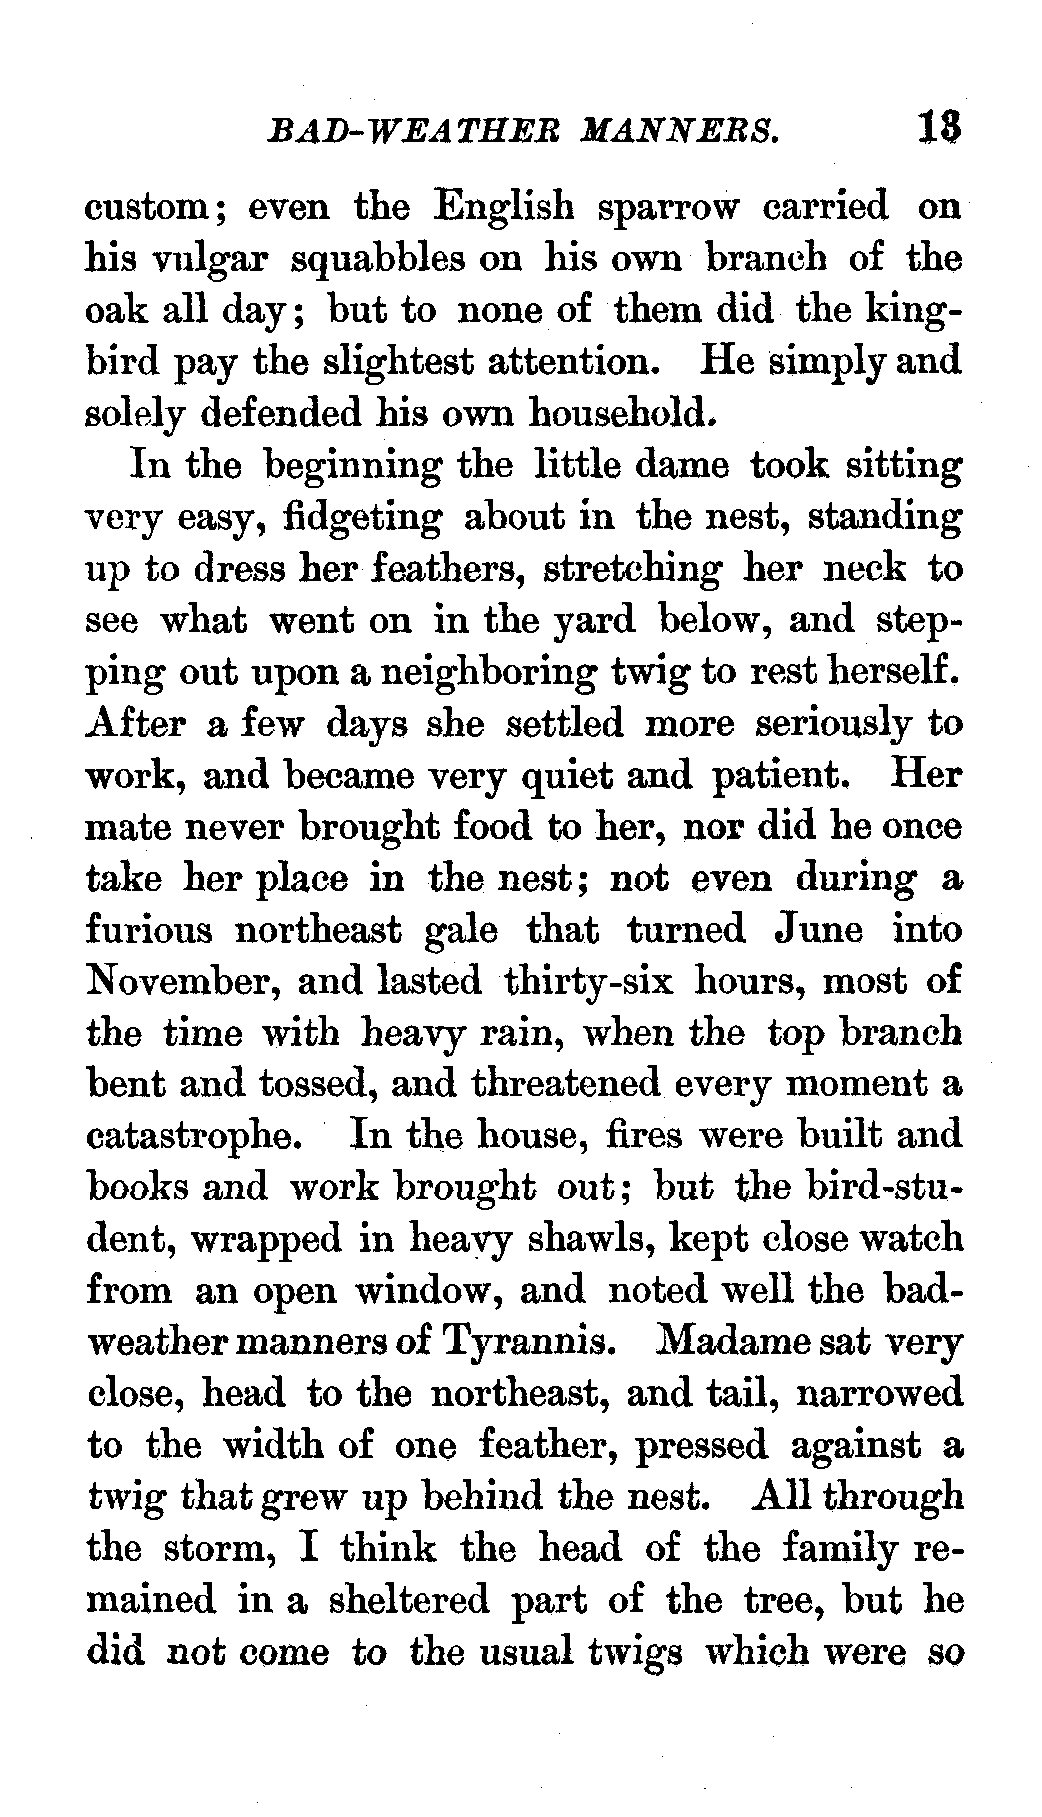 BAD-WEATHER MANNERS. 13
custom; even the English sparrow carried on
his vulgar squabbles on his own branch of the
oak all day; but to none of them did the king-
bird pay the slightest attention. He simply and
solely defended his own household.
In the beginning the little dame took sitting
very easy, fidgeting about in the nest, standing
up to dress her feathers, stretching her neck to
see what went on in the yard below, and step-
ping out upon a neighboring twig to rest herself.
After a few days she settled more seriously to
work, and became very quiet and patient. Her
mate never brought food to her, nor did he once
take her place in the nest; not even during a
furious northeast gale that turned June into
November, and lasted thirty-six hours, most of
the time with heavy rain, when the top branch
bent and tossed, and threatened every moment a
catastrophe. In the house, fires were built and
books and work brought out; but the bird-stu-
dent, wrapped in heavy shawls, kept close watch
from an open window, and noted well the bad-
weather manners of Tyrannis. Madame sat very
close, head to the northeast, and tail, narrowed
to the width of one feather, pressed against a
twig that grew up behind the nest. All through
the storm, I think the head of the family re-
mained in a sheltered part of the tree, but he
did not come to the usual twigs which were so